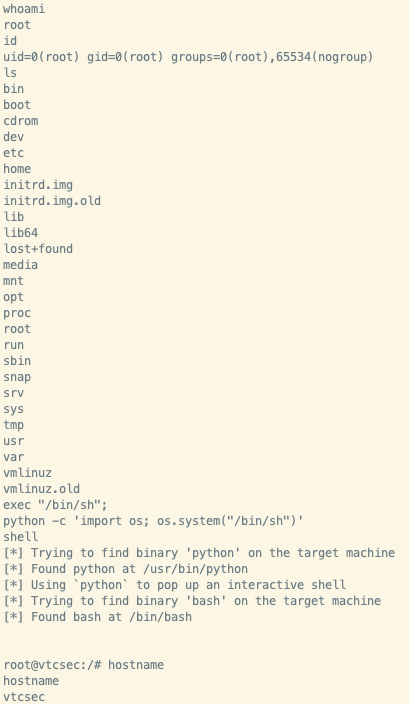 whoami
root
id
uid=0(root) gid=0(root) groups=0(root),65534(nogroup)
ls
bin
boot
cdrom
dev
etc
home
initrd.img
initrd.img.old
lib
lib64
lost+found
media
mnt
opt
proc
root
run
sbin
snap
srv
sys
tmp
usr
var
vmlinuz
vmlinuz.old
exec "/bin/sh";
python -c 'import os; os.system("/bin/sh")'
shell
[*] Trying to find binary 'python' on the target machine
[*] Found python at /usr/bin/python
[*] Using `python` to pop up an interactive shell
[*] Trying to find binary 'bash' on the target machine
[*] Found bash at /bin/bash
root@vtcsec:/# hostname
hostname
vtcsec